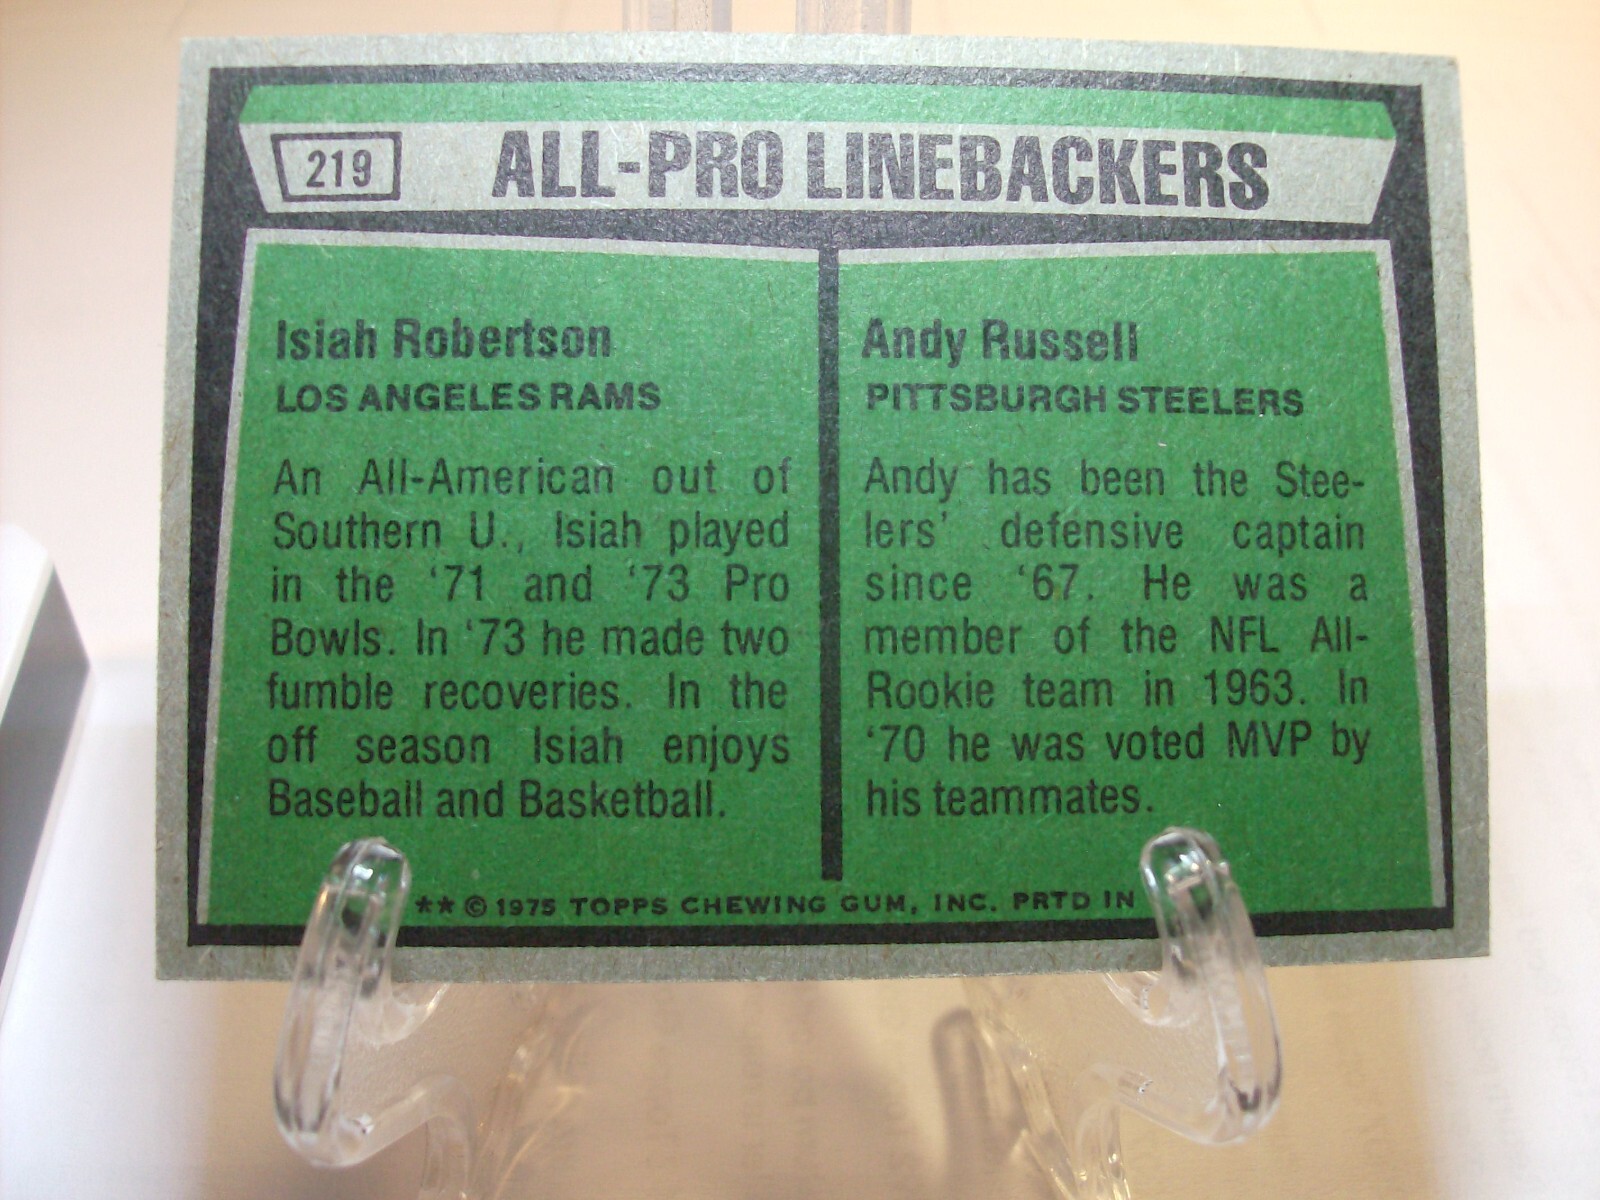 219 ALL-PRO LINEBACKERS
Isiah Robertson
LOS ANGELES RAMS
An All-American out of
Southern U., Isiah played
in the '71 and '73 Pro
Bowls. In '73 he made two
fumble recoveries. In the
off season Isiah enjoys
Baseball and Basketball.
Andy Russell
PITTSBURGH STEELERS
Andy has been the Stee-
lers' defensive captain
since '67. He was a
member of the NFL All-
Rookie team in 1963. In
'70 he was voted MVP by
his teammates.
** © 1975 TOPPS CHEWING GUM, INC. PRTD IN